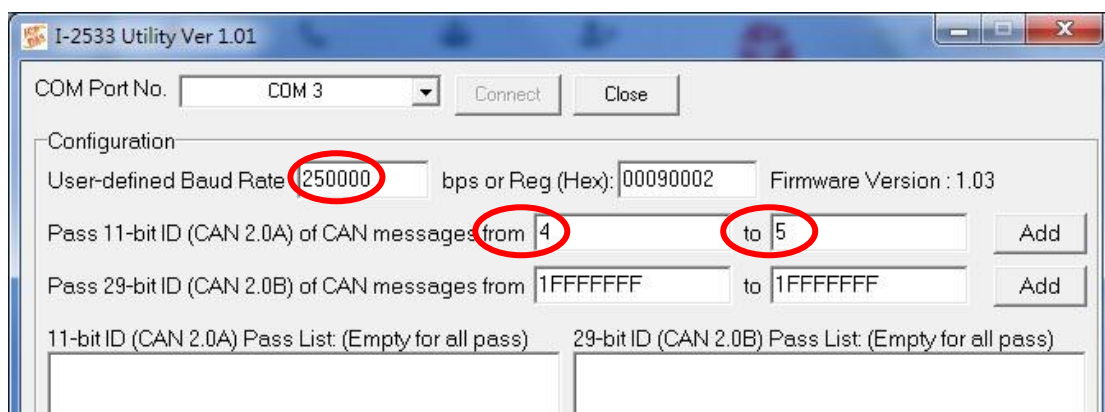 I-2533 Utility Ver 1.01
COM Port No. COM 3 Connect Close
Configuration
User-defined Baud Rate 250000 bps or Reg (Hex): 00090002 Firmware Version : 1.03
Pass 11-bit ID (CAN 2.0A) of CAN messages from 4 to 5 Add
Pass 29-bit ID (CAN 2.0B) of CAN messages from 1FFFFFFF to 1FFFFFFF Add
11-bit ID (CAN 2.0A) Pass List: (Empty for all pass) 29-bit ID (CAN 2.0B) Pass List: (Empty for all pass)